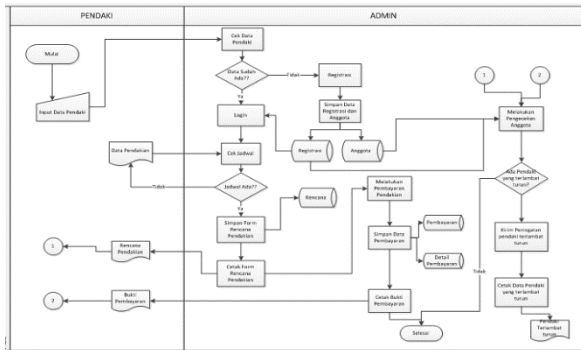 PENDAKI
ADMIN
Mulai
Input Data Pendaki
Cek Data
Pendaki
Data Sudah
Ada??
Tidak
Registrasi
Ya
Login
Simpan Data
Registrasi dan
Anggota
Registrasi
Anggota
Data Pendakian
Cek Jadwal
Tidak
Jadwal Ada??
Ya
Simpan Form
Rencana
Pendakian
Rencana
Cetak Form
Rencana
Pendakian
Rencana
Pendakian
1
Bukti
Pembayaran
2
Melakukan
Pembayaran
Pendakian
Simpan Data
Pembayaran
Pembayaran
Detail
Pembayaran
Cetak Bukti
Pembayaran
1
2
Melakukan
Pengecekan
Anggota
Ada Pendaki
yang terlambat
turun?
Tidak
Kirim Peringatan
pendaki terlambat
turun
Cetak Data Pendaki
yang terlambat
turun
Pendaki
Terlambat
turun
Selesai